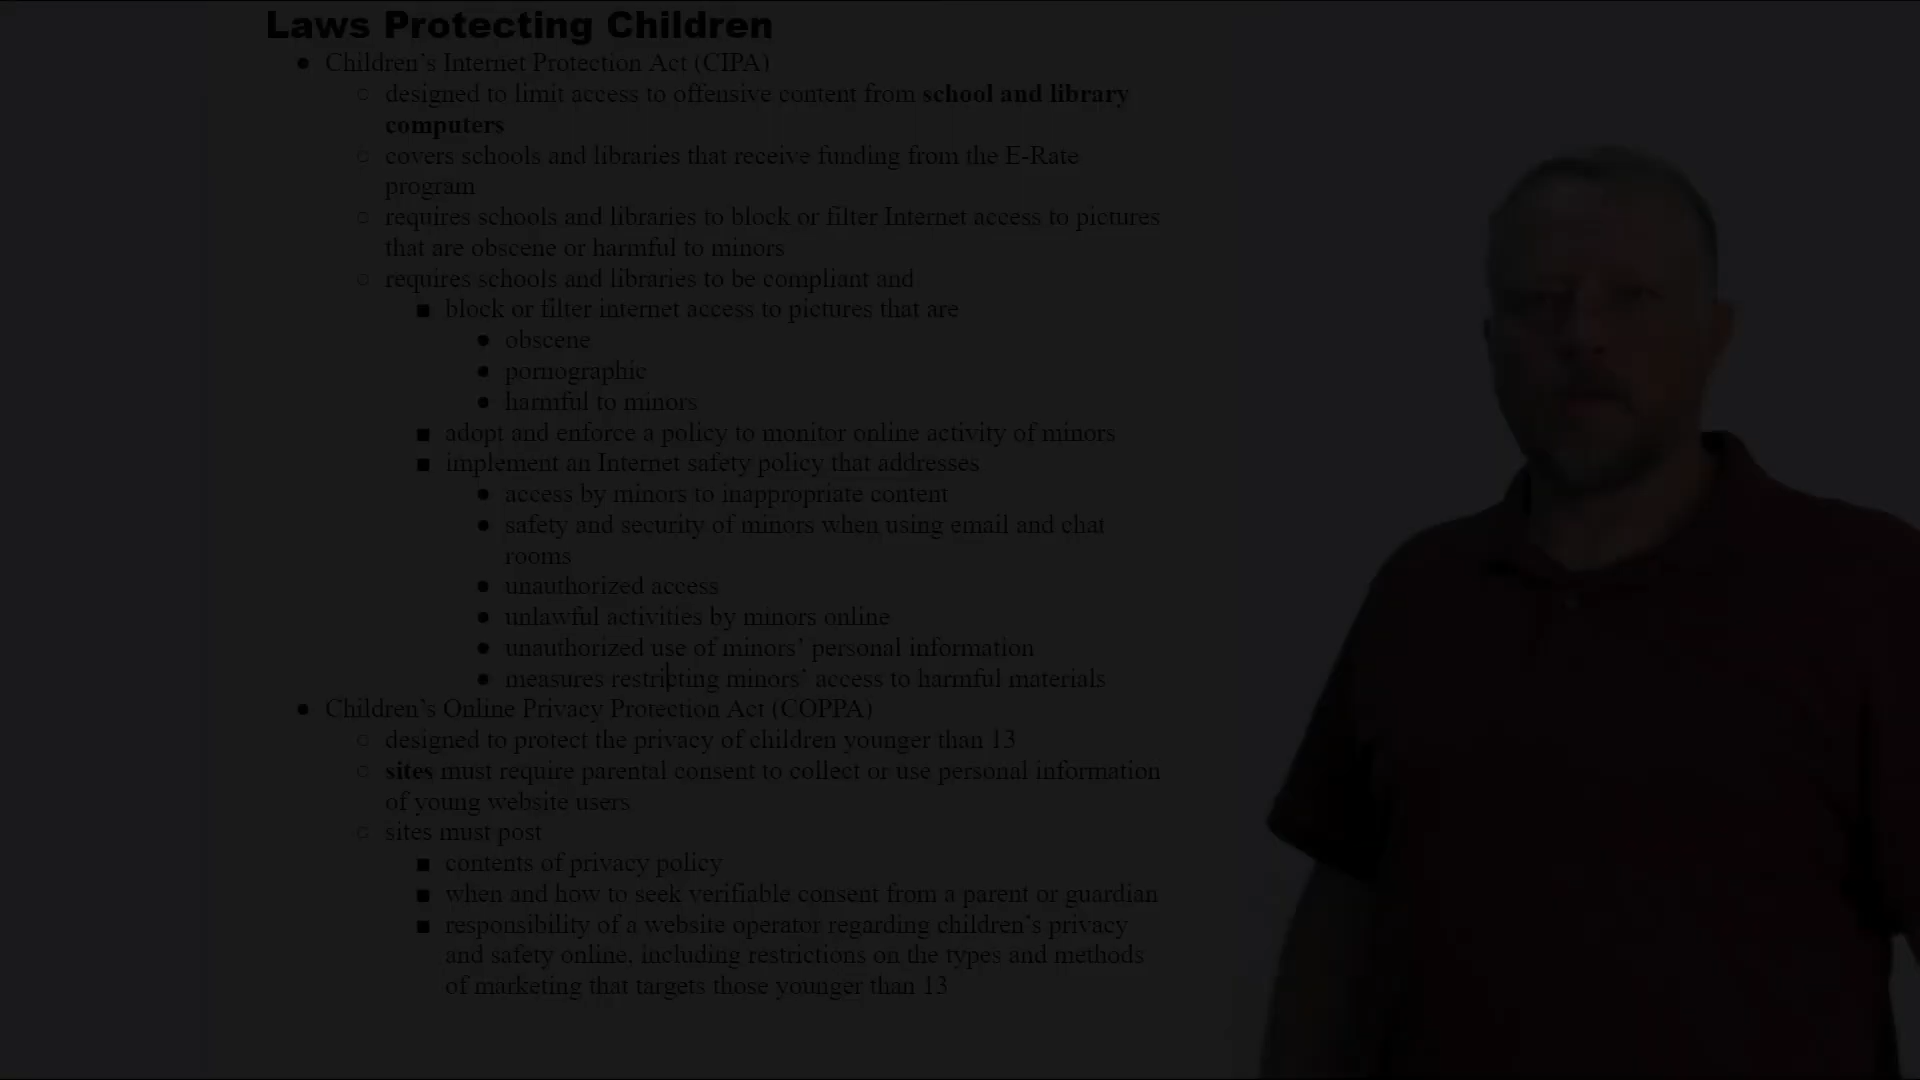 Laws Protecting Children
● Children's Internet Protection Act (CIPA)
○ designed to limit access to offensive content from school and library
computers
○ covers schools and libraries that receive funding from the E-Rate
program
○ requires schools and libraries to block or filter Internet access to pictures
that are obscene or harmful to minors
○ requires schools and libraries to be compliant and
■ block or filter internet access to pictures that are
● obscene
● pornographic
● harmful to minors
■ adopt and enforce a policy to monitor online activity of minors
■ implement an Internet safety policy that addresses
● access by minors to inappropriate content
● safety and security of minors when using email and chat
rooms
● unauthorized access
● unlawful activities by minors online
● unauthorized use of minors' personal information
● measures restricting minors' access to harmful materials
● Children's Online Privacy Protection Act (COPPA)
○ designed to protect the privacy of children younger than 13
○ sites must require parental consent to collect or use personal information
of young website users
○ sites must post
■ contents of privacy policy
■ when and how to seek verifiable consent from a parent or guardian
■ responsibility of a website operator regarding children's privacy
and safety online, including restrictions on the types and methods
of marketing that targets those younger than 13